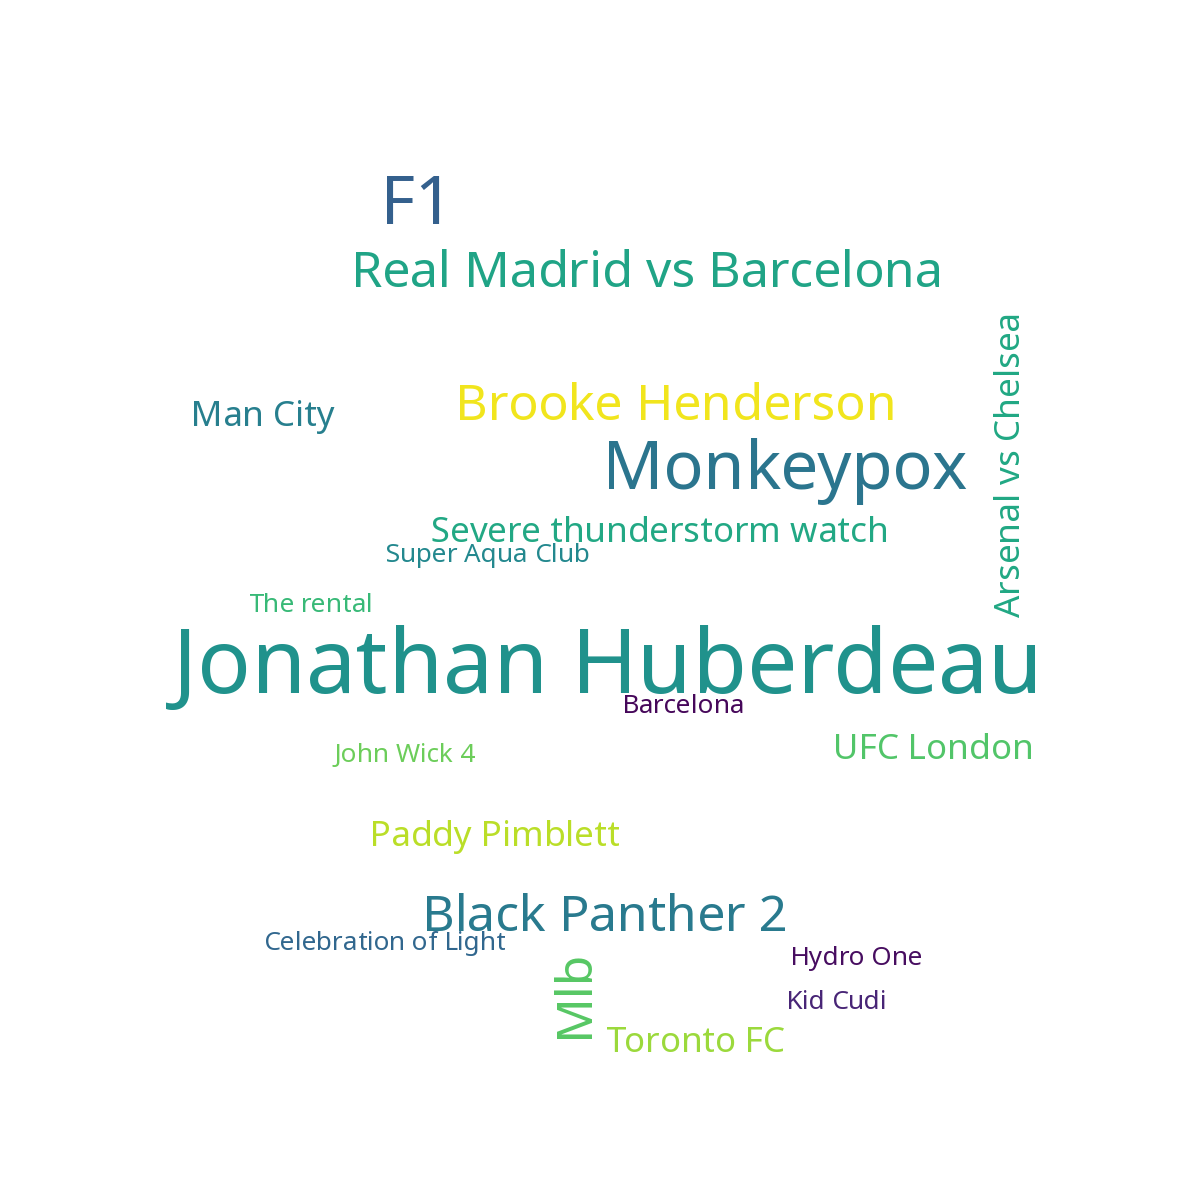 F1
Real Madrid vs Barcelona
Arsenal vs Chelsea
Man City
Brooke Henderson
Monkeypox
Severe thunderstorm watch
Super Aqua Club
The rental
Jonathan Huberdeau
Barcelona
John Wick 4
UFC London
Paddy Pimblett
Black Panther 2
Celebration of Light
Hydro One
Mlb
Kid Cudi
Toronto FC